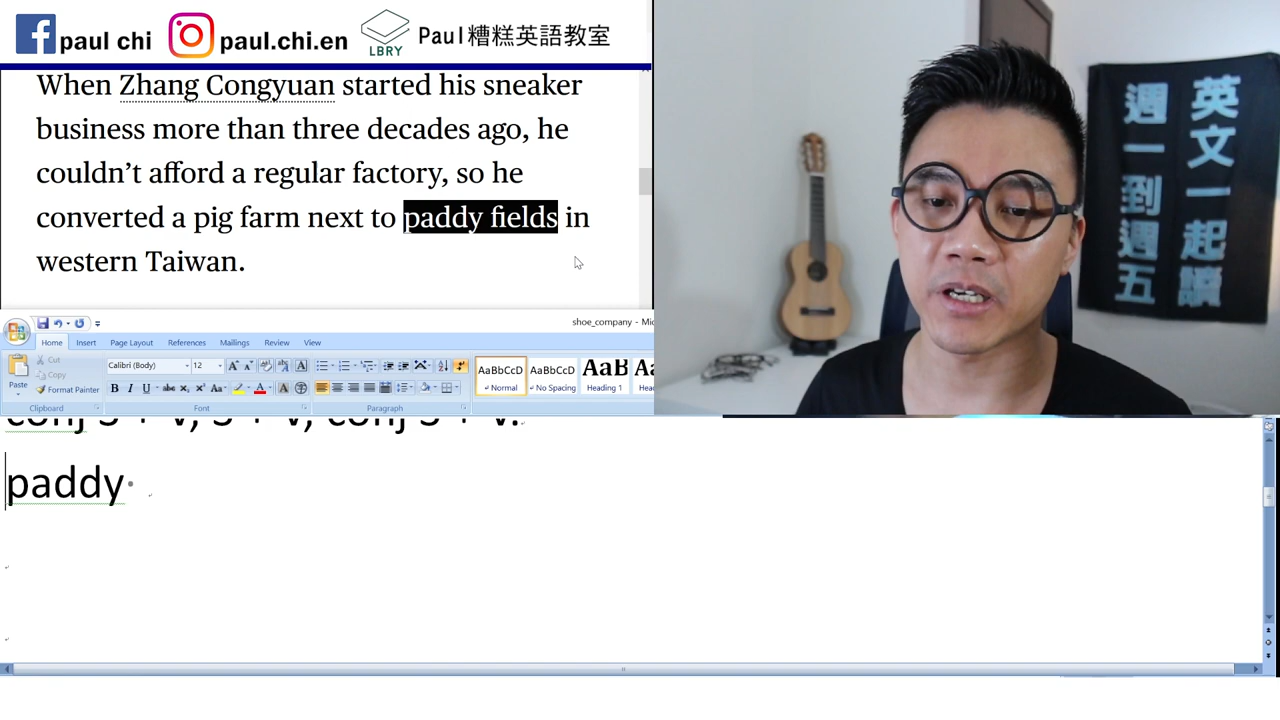 paul chi
paul.chi.en
LBRY
Paul糟糕英語教室
When Zhang Congyuan started his sneaker
business more than three decades ago, he
couldn’t afford a regular factory, so he
converted a pig farm next to paddy fields in
western Taiwan.
英文一起讀
週一到週五
shoe_company - Mic
Home Insert Page Layout References Mailings Review View
Paste
Cut
Copy
Format Painter
Clipboard
Calibri (Body) 12
Font
Paragraph
AaBbCcD
Normal
AaBbCcD
No Spacing
AaB
Heading 1
conj S + V, S + V, conj S + V.
paddy